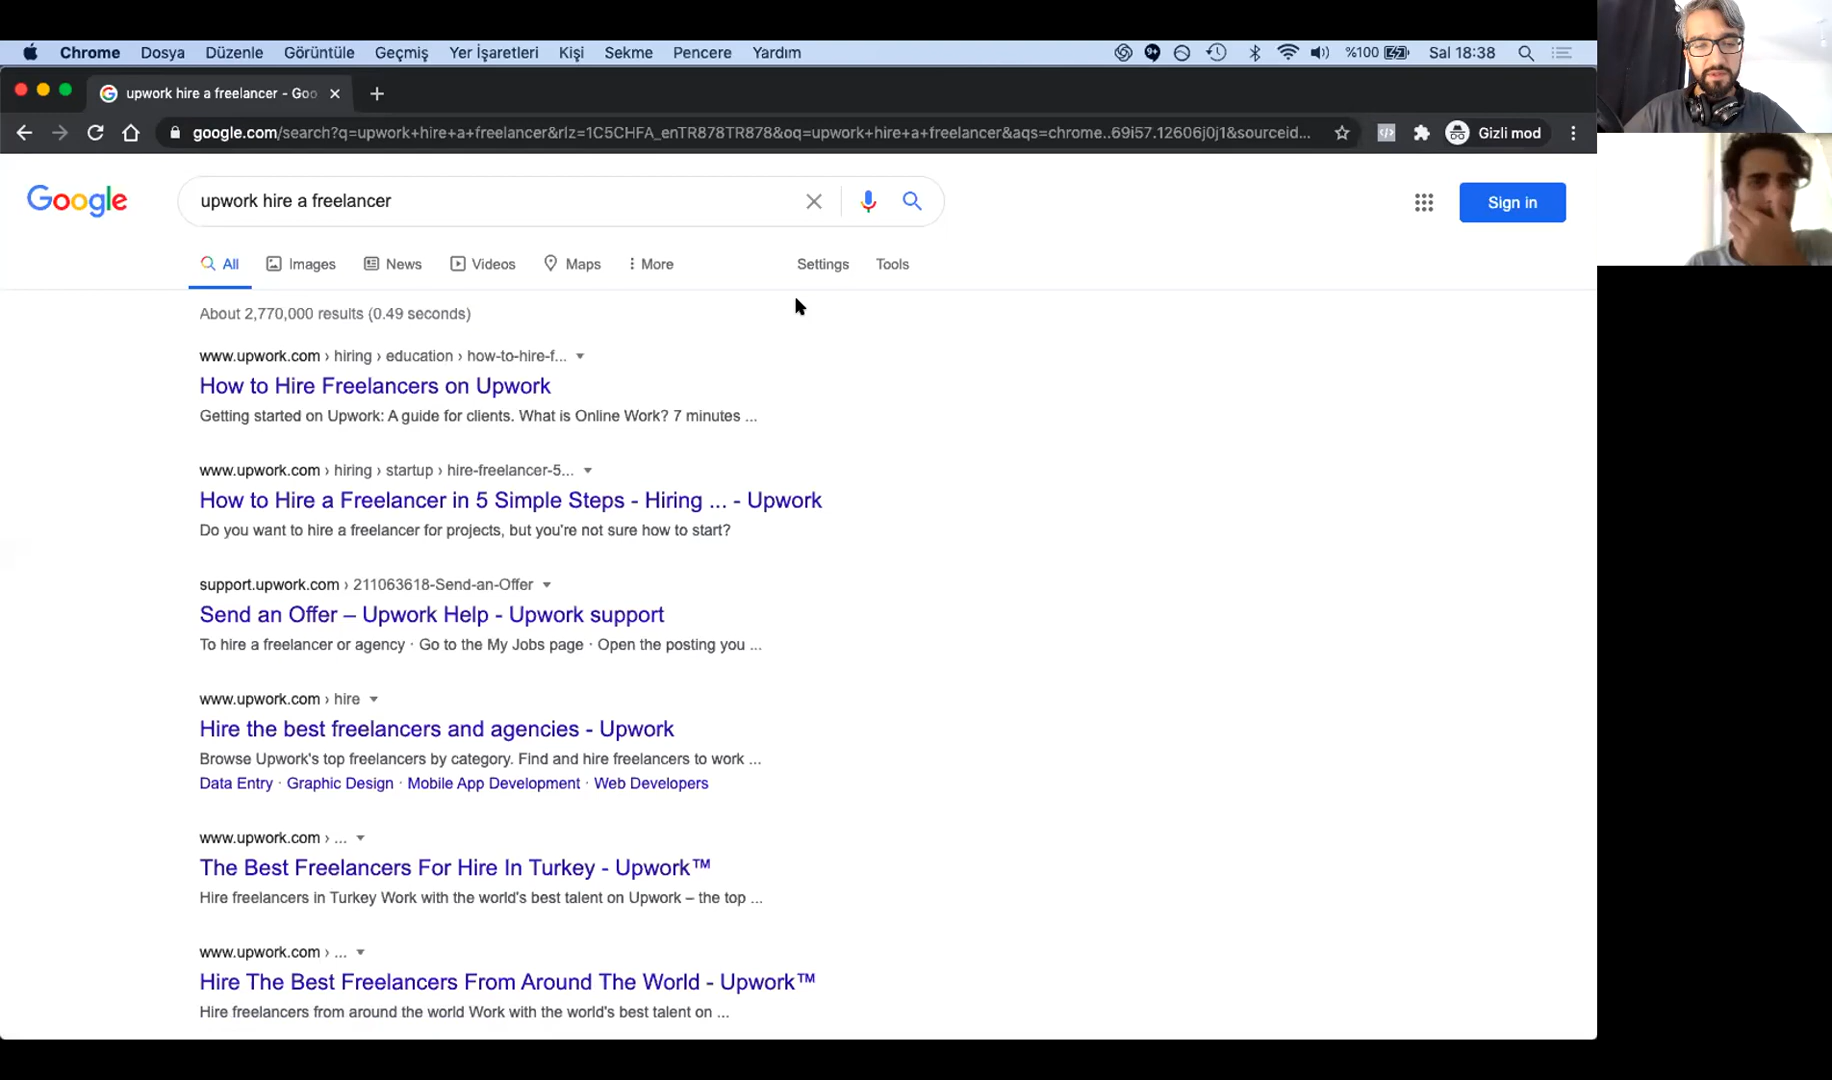 Chrome Dosya Düzenle Görüntüle Geçmiş Yer İşaretleri Kişi Sekme Pencere Yardım %100 Sal 18:38
upwork hire a freelancer - Goo
google.com/search?q=upwork+hire+a+freelancer&rlz=1C5CHFA_enTR878TR878&oq=upwork+hire+a+freelancer&aqs=chrome..69i57.12606j0j1&sourceid... Gizli mod
Google upwork hire a freelancer Sign in
All Images News Videos Maps More Settings Tools
About 2,770,000 results (0.49 seconds)
www.upwork.com › hiring › education › how-to-hire-f...
How to Hire Freelancers on Upwork
Getting started on Upwork: A guide for clients. What is Online Work? 7 minutes ...
www.upwork.com › hiring › startup › hire-freelancer-5...
How to Hire a Freelancer in 5 Simple Steps - Hiring ... - Upwork
Do you want to hire a freelancer for projects, but you're not sure how to start?
support.upwork.com › 211063618-Send-an-Offer
Send an Offer – Upwork Help - Upwork support
To hire a freelancer or agency · Go to the My Jobs page · Open the posting you ...
www.upwork.com › hire
Hire the best freelancers and agencies - Upwork
Browse Upwork's top freelancers by category. Find and hire freelancers to work ...
Data Entry · Graphic Design · Mobile App Development · Web Developers
www.upwork.com › ...
The Best Freelancers For Hire In Turkey - Upwork™
Hire freelancers in Turkey Work with the world's best talent on Upwork – the top ...
www.upwork.com › ...
Hire The Best Freelancers From Around The World - Upwork™
Hire freelancers from around the world Work with the world's best talent on ...